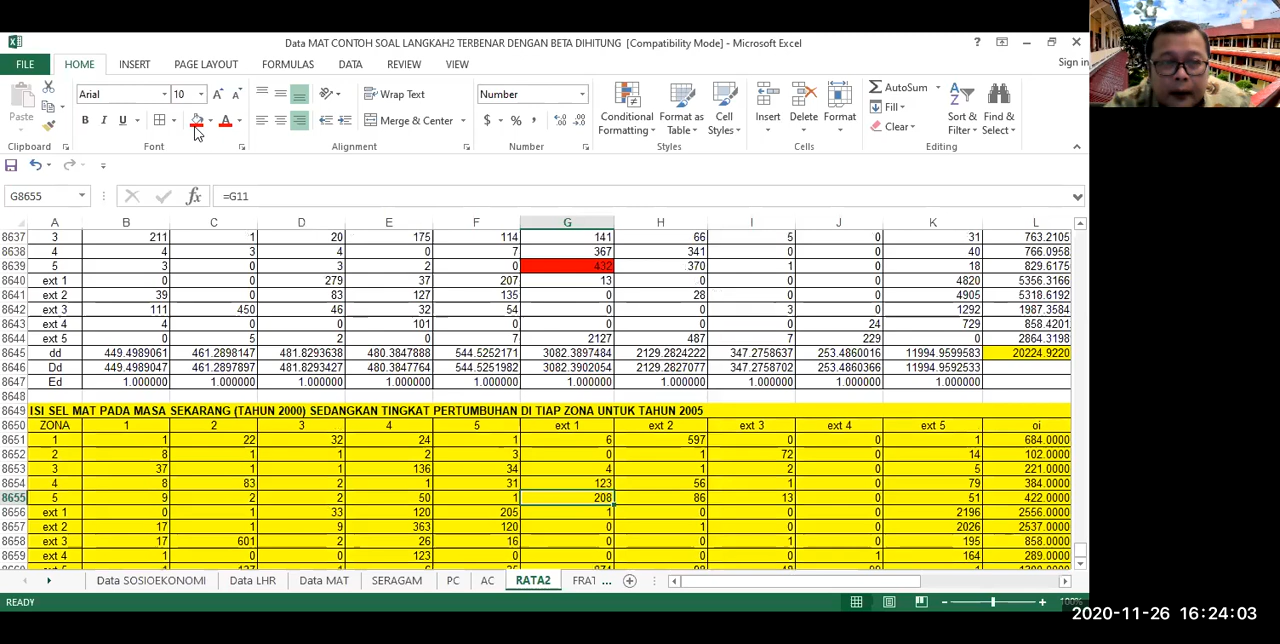 Data MAT CONTOH SOAL LANGKAH2 TERBENAR DENGAN BETA DIHITUNG [Compatibility Mode] - Microsoft Excel
FILE HOME INSERT PAGE LAYOUT FORMULAS DATA REVIEW VIEW Sign in
Paste Arial 10 Wrap Text Number Conditional Formatting Format as Table Cell Styles Insert Delete Format AutoSum Sort & Filter Find & Select
B I U Merge & Center $ % Fill Clear
Clipboard Font Alignment Number Styles Cells Editing
G8655 fx =G11
A B C D E F G H I J K L
8637 3 211 1 20 175 114 141 66 5 0 31 763.2105
8638 4 4 3 4 0 7 367 341 0 0 40 766.0958
8639 5 3 0 3 2 0 432 370 1 0 18 829.6175
8640 ext 1 0 0 279 37 207 13 0 0 0 4820 5356.3166
8641 ext 2 39 0 83 127 135 0 28 0 0 4905 5318.6192
8642 ext 3 111 450 46 32 54 0 0 3 0 1292 1987.3584
8643 ext 4 4 0 0 101 0 0 0 0 24 729 858.4201
8644 ext 5 0 5 2 0 7 2127 487 7 229 0 2864.3198
8645 dd 449.4989061 461.2898147 481.8293638 480.3847888 544.5252171 3082.3897484 2129.2824222 347.2758637 253.4860016 11994.9599583 20224.9220
8646 Dd 449.4989047 461.2897897 481.8293427 480.3847764 544.5251982 3082.3902054 2129.2827077 347.2758702 253.4860366 11994.9592533
8647 Ed 1.000000 1.000000 1.000000 1.000000 1.000000 1.000000 1.000000 1.000000 1.000000 1.000000
8648
8649 ISI SEL MAT PADA MASA SEKARANG (TAHUN 2000) SEDANGKAN TINGKAT PERTUMBUHAN DI TIAP ZONA UNTUK TAHUN 2005
8650 ZONA 1 2 3 4 5 ext 1 ext 2 ext 3 ext 4 ext 5 oi
8651 1 1 22 32 24 1 6 597 0 0 1 684.0000
8652 2 8 1 1 2 3 0 1 72 0 14 102.0000
8653 3 37 1 1 136 34 4 1 2 0 5 221.0000
8654 4 8 83 2 1 31 123 56 1 0 79 384.0000
8655 5 9 2 2 50 1 208 86 13 0 51 422.0000
8656 ext 1 0 0 33 120 205 1 0 0 0 2196 2556.0000
8657 ext 2 17 1 9 363 120 0 1 0 0 2026 2537.0000
8658 ext 3 17 601 2 26 16 0 0 1 0 195 858.0000
8659 ext 4 1 0 0 123 0 0 0 0 1 164 289.0000
Data SOSIOEKONOMI Data LHR Data MAT SERAGAM PC AC RATA2 FRAT ...
READY 100%
2020-11-26 16:24:03